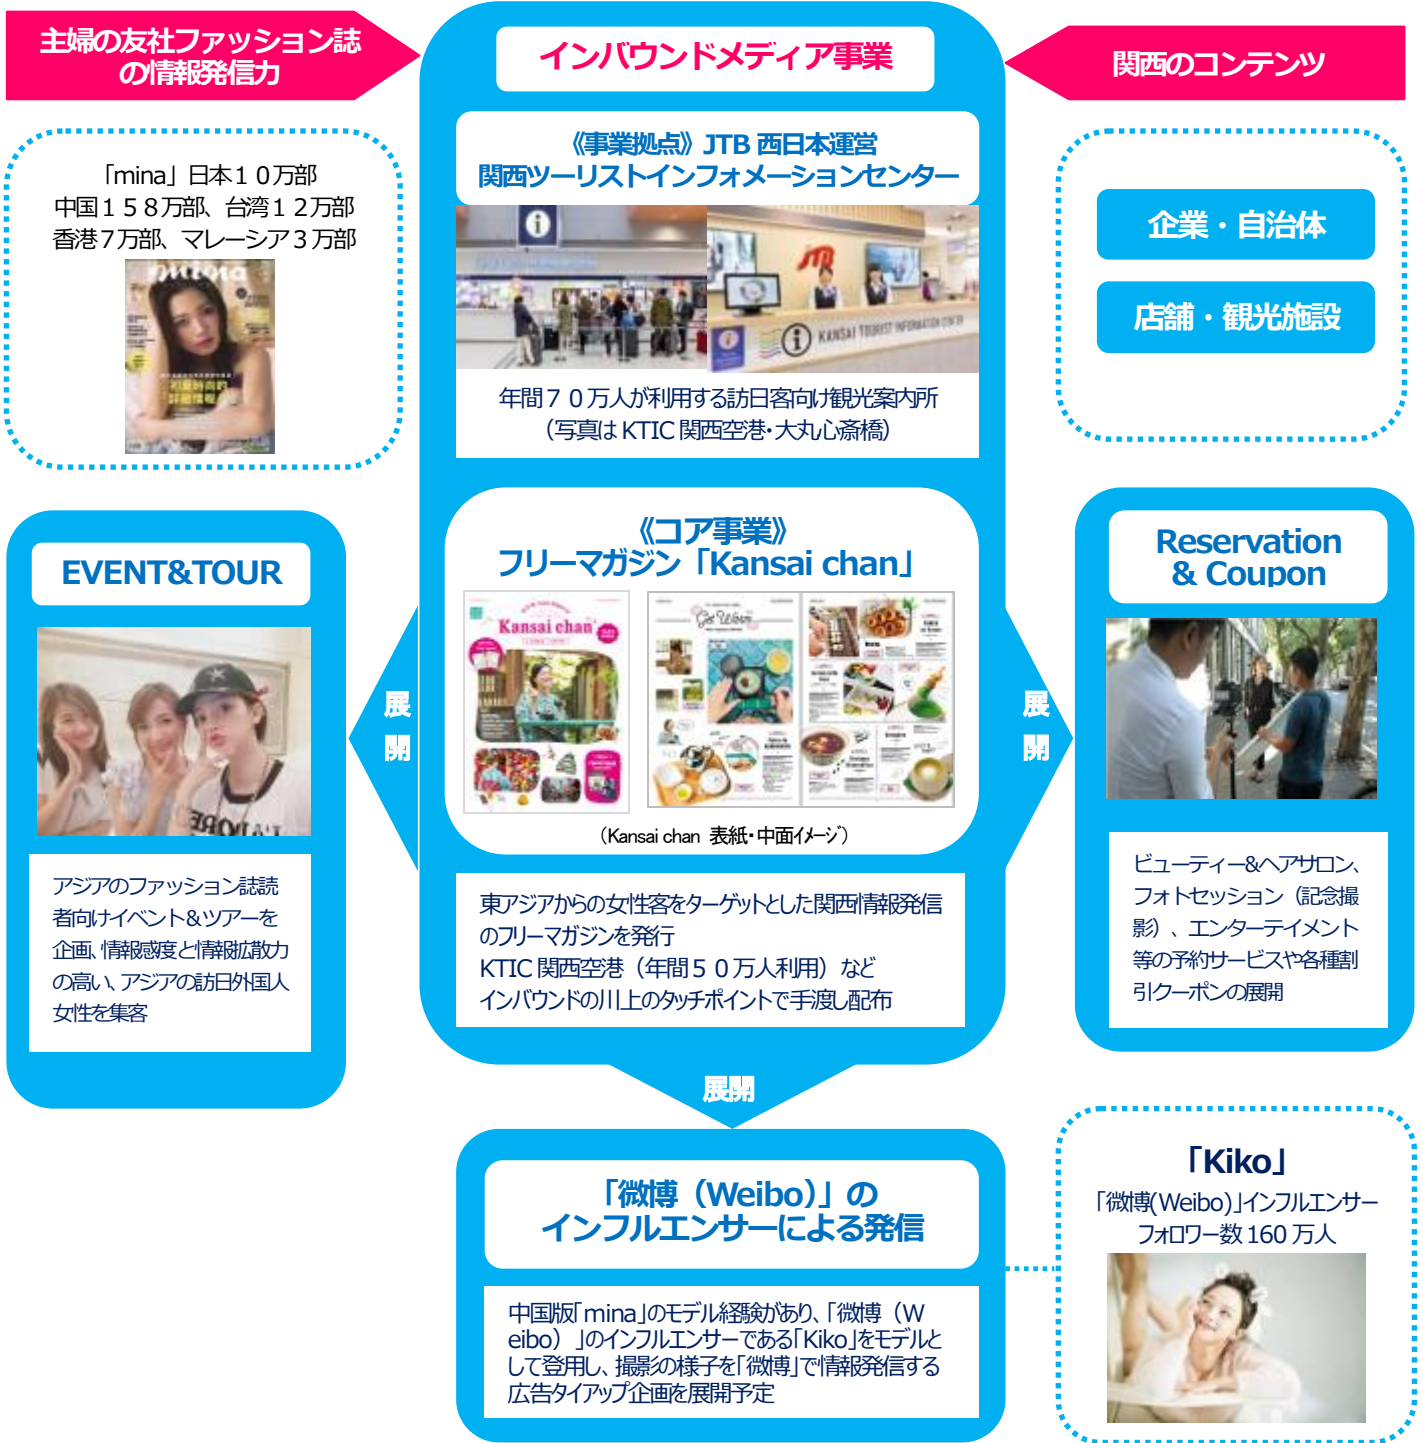 主婦の友社ファッション誌
の情報発信力
インバウンドメディア事業
関西のコンテンツ
「mina」日本１０万部
中国１５８万部、台湾１２万部
香港７万部、マレーシア３万部
mina
《事業拠点》JTB 西日本運営
関西ツーリストインフォメーションセンター
JTB
KANSAI TOURIST INFORMATION CENTER
年間７０万人が利用する訪日客向け観光案内所
（写真は KTIC 関西空港・大丸心斎橋）
企業・自治体
店舗・観光施設
《コア事業》
フリーマガジン「Kansai chan」
Kansai chan
（Kansai chan 表紙・中面イメージ）
東アジアからの女性客をターゲットとした関西情報発信
のフリーマガジンを発行
KTIC 関西空港（年間５０万人利用）など
インバウンドの川上のタッチポイントで手渡し配布
展開
EVENT&TOUR
アジアのファッション誌読
者向けイベント＆ツアーを
企画、情報感度と情報拡散力
の高い、アジアの訪日外国人
女性を集客
展開
Reservation
& Coupon
ビューティー&ヘアサロン、
フォトセッション（記念撮
影）、エンターテイメント
等の予約サービスや各種割
引クーポンの展開
展開
「微博（Weibo）」の
インフルエンサーによる発信
中国版「mina」のモデル経験があり、「微博（W
eibo）」のインフルエンサーである「Kiko」をモデルと
して登用し、撮影の様子を「微博」で情報発信する
広告タイアップ企画を展開予定
「Kiko」
「微博(Weibo)」インフルエンサー
フォロワー数 160 万人